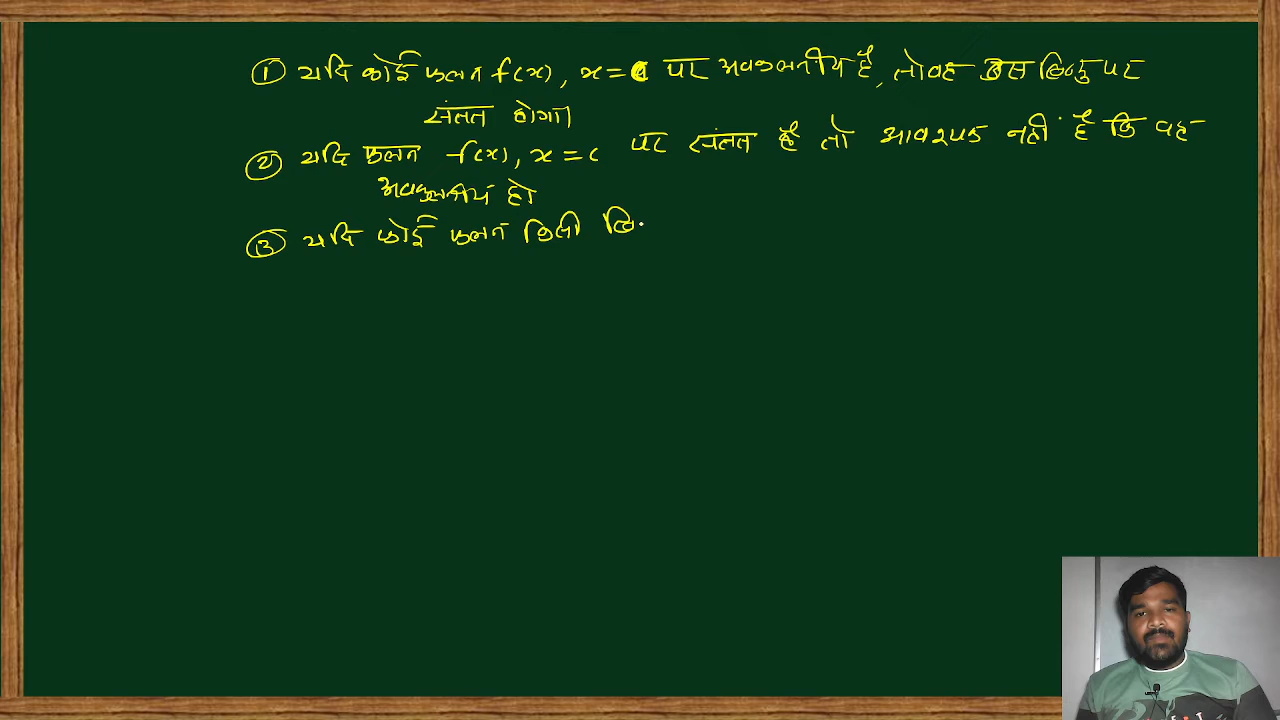 ① यदि कोई फलन f(x), x = c पर अवकलनीय है, तो वह उस बिन्दु पर
संतत होगा।
② यदि फलन f(x), x = c पर संतत है तो आवश्यक नहीं है कि वह
अवकलनीय हो
③ यदि कोई फलन किसी बि